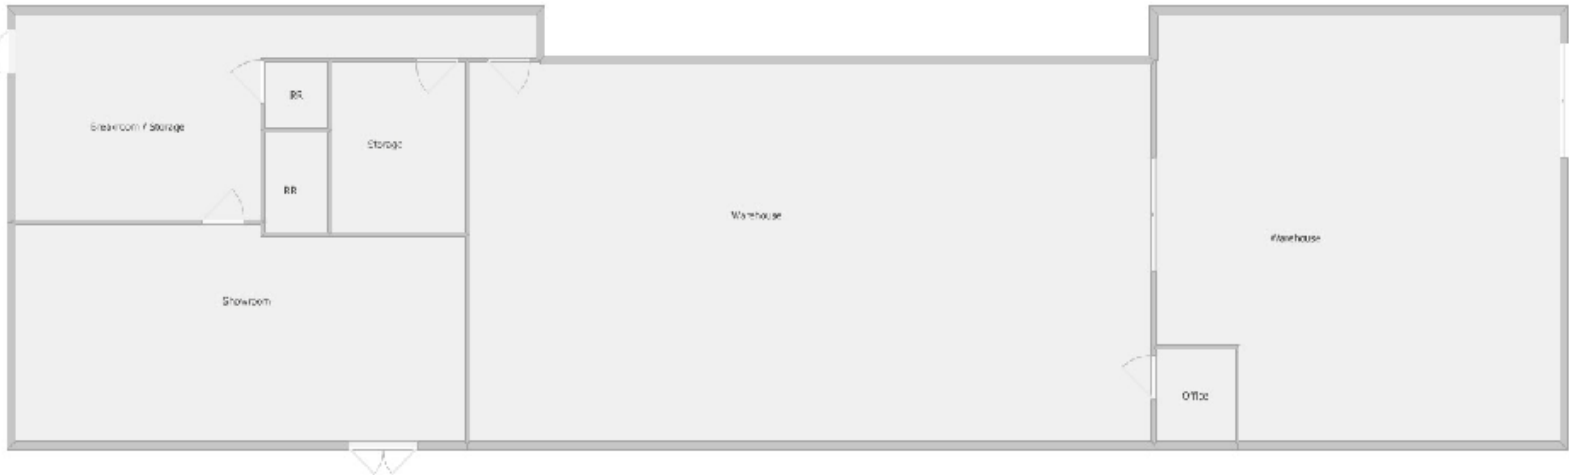 RR
Breakroom / Storage
Storage
RR
Warehouse
Warehouse
Showroom
Office